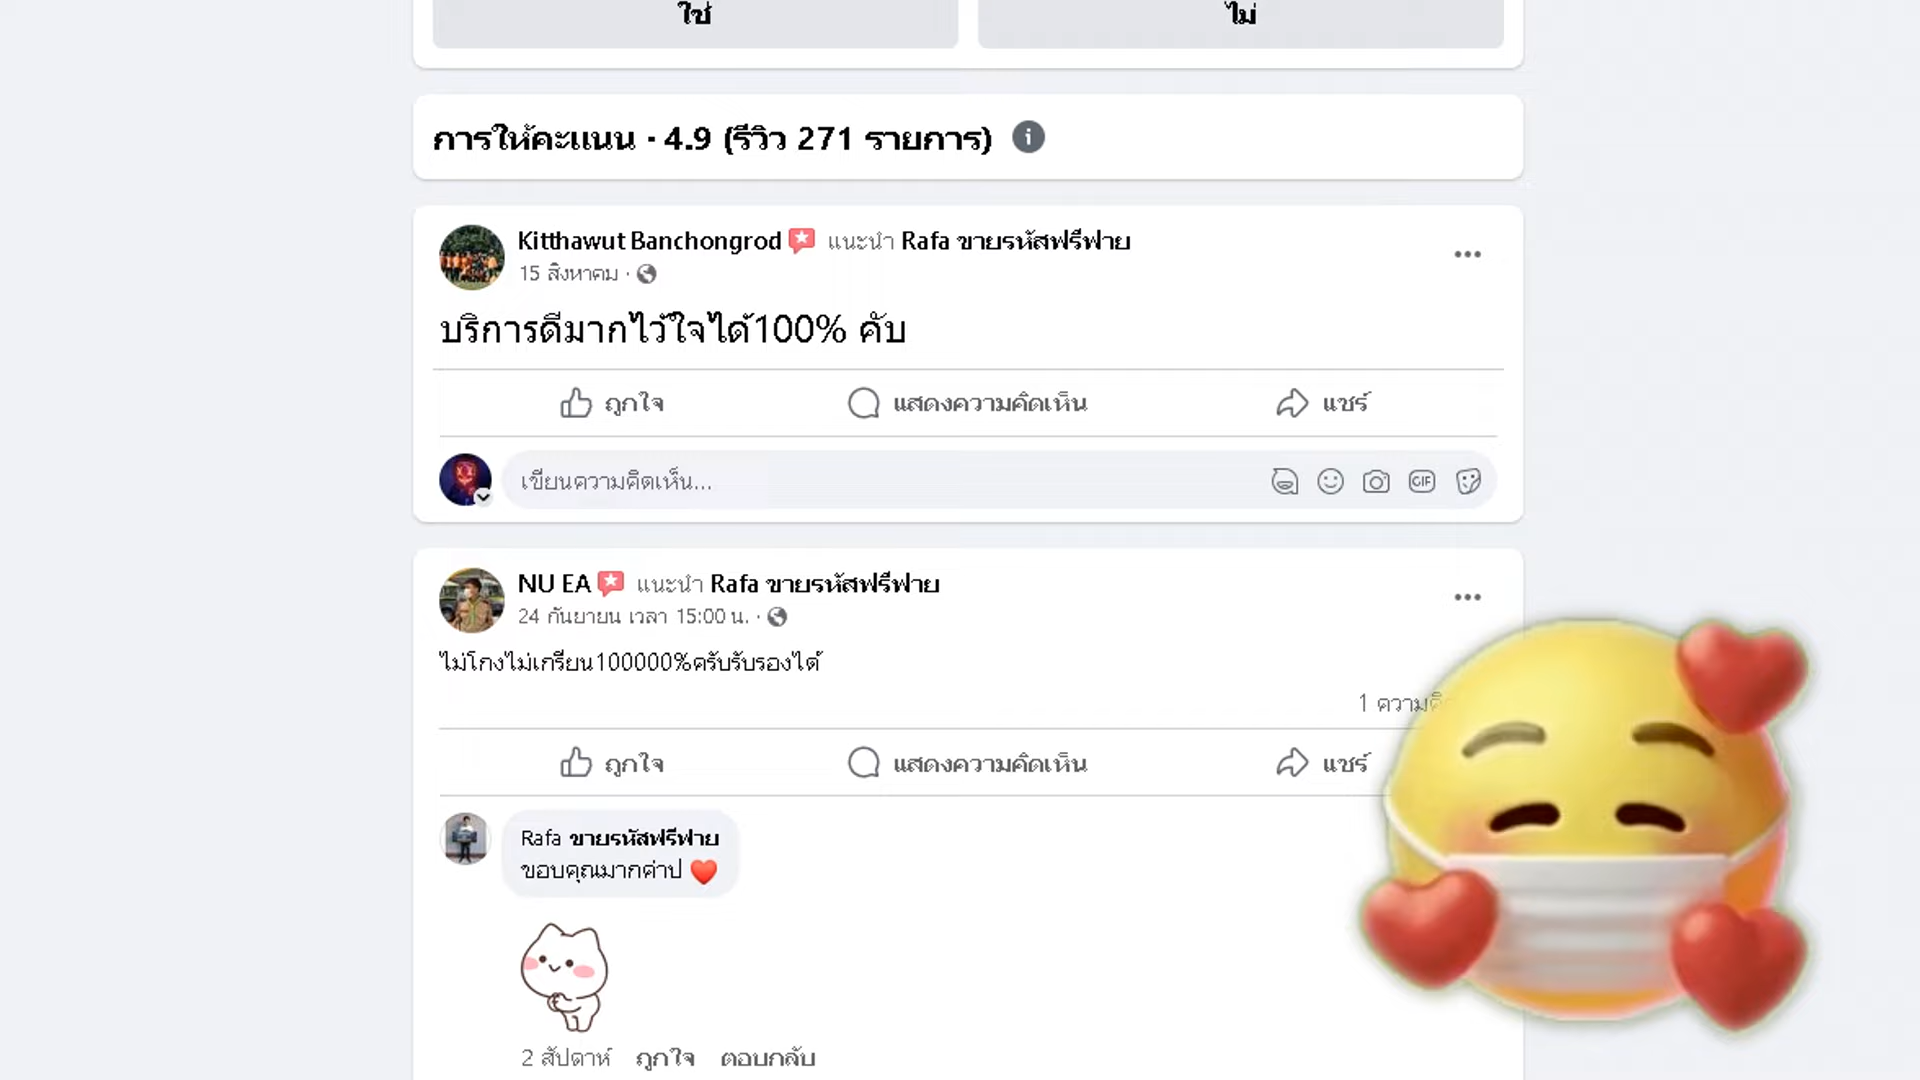 ใช่
ไม่
การให้คะแนน · 4.9 (รีวิว 271 รายการ)
Kitthawut Banchongrod แนะนำ Rafa ขายรหัสฟรีฟาย
15 สิงหาคม ·
บริการดีมากไว้ใจได้100% คับ
ถูกใจ
แสดงความคิดเห็น
แชร์
เขียนความคิดเห็น...
GIF
NU EA แนะนำ Rafa ขายรหัสฟรีฟาย
24 กันยายน เวลา 15:00 น. ·
ไม่โกงไม่เกรียน100000%ครับรับรองได้
1
ถูกใจ
แสดงความคิดเห็น
แชร์
Rafa ขายรหัสฟรีฟาย
ขอบคุณมากค่าป
2 สัปดาห์ ถูกใจ ตอบกลับ